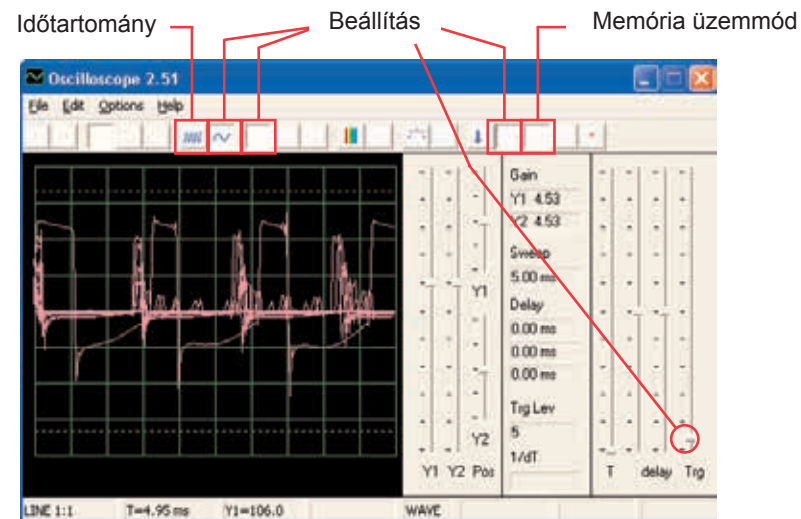 Időtartomány
Beállítás
Memória üzemmód
Oscilloscope 2.51
File Edit Options Help
Gain
Y1 4.53
Y2 4.53
Sweep
5.00 ms
Y1
Delay
0.00 ms
0.00 ms
0.00 ms
Trg Lev
5
Y2
1/dT
Y1 Y2 Pos
T delay Trg
LINE 1:1 T=4.95 ms Y1=106.0 WAVE